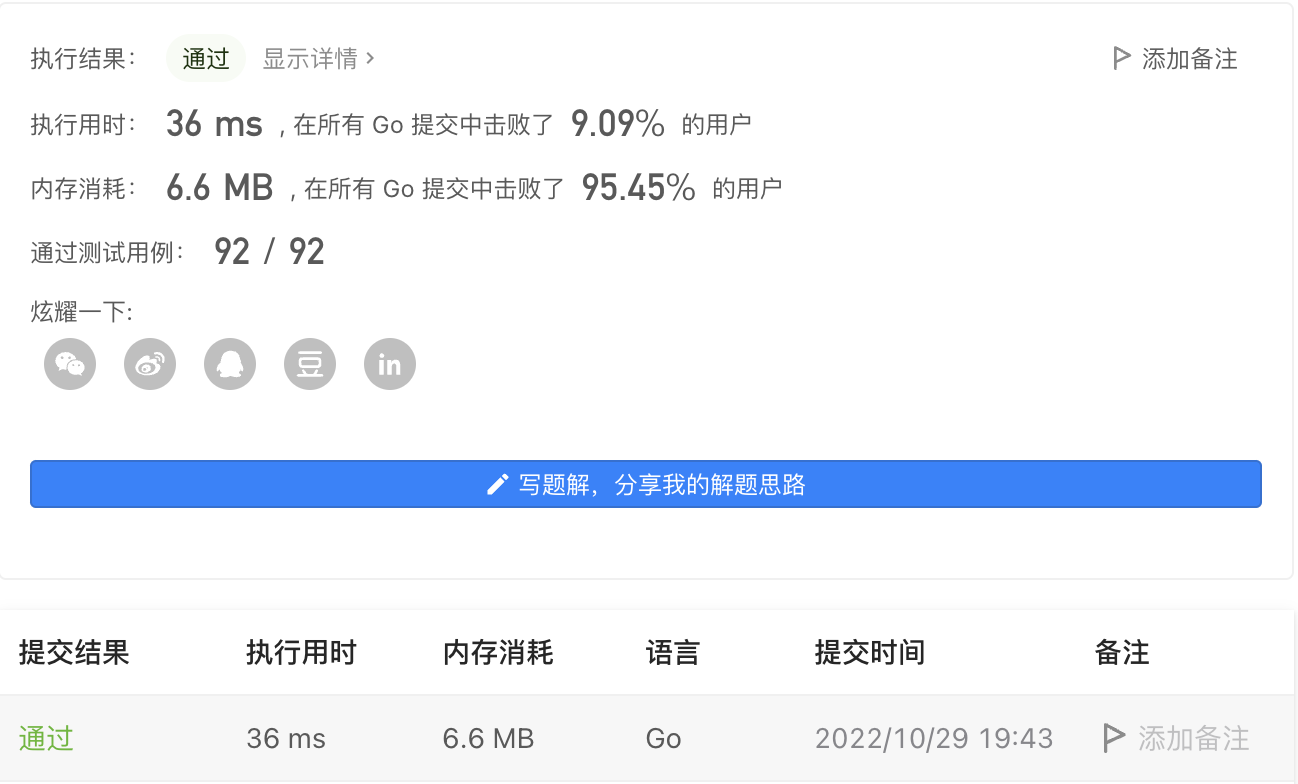 执行结果： 通过 显示详情 > 添加备注
执行用时： 36 ms , 在所有 Go 提交中击败了 9.09% 的用户
内存消耗： 6.6 MB , 在所有 Go 提交中击败了 95.45% 的用户
通过测试用例： 92 / 92
炫耀一下:
豆 in
写题解，分享我的解题思路
提交结果 执行用时 内存消耗 语言 提交时间 备注
通过 36 ms 6.6 MB Go 2022/10/29 19:43 添加备注